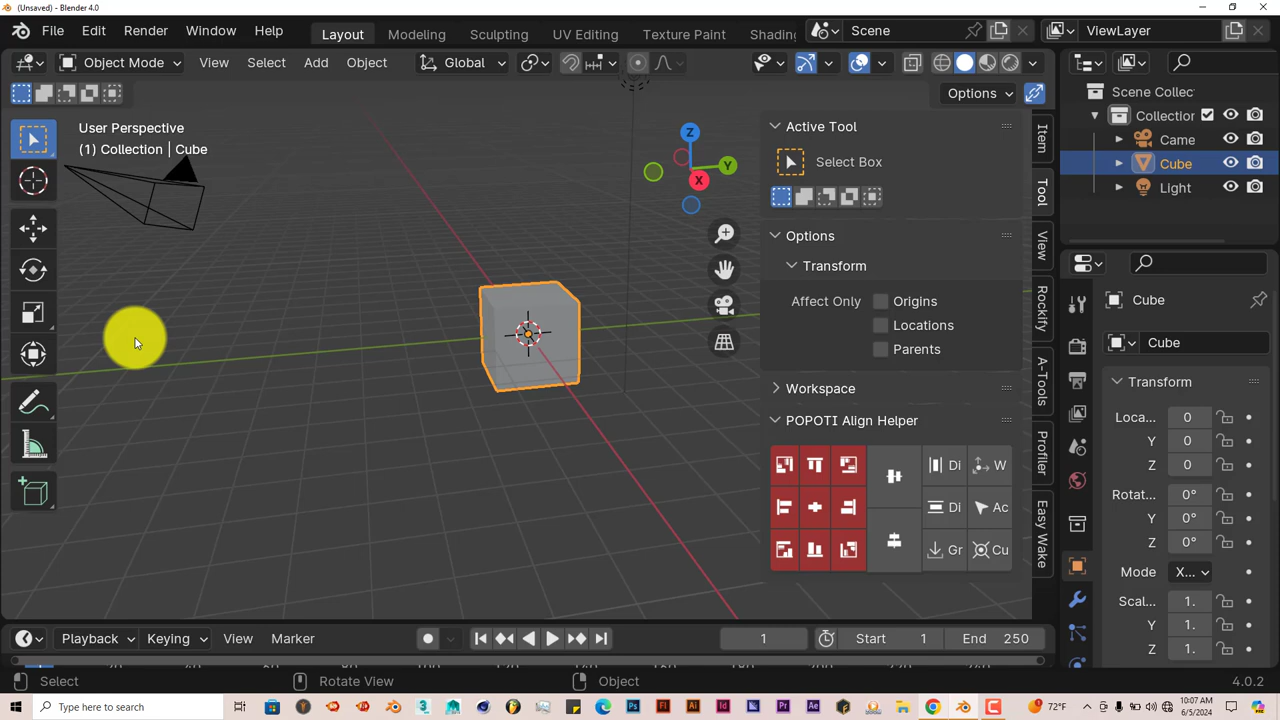 (Unsaved) - Blender 4.0
File Edit Render Window Help
Layout Modeling Sculpting UV Editing Texture Paint Shading
Scene
ViewLayer
Object Mode View Select Add Object Global
Options
User Perspective
(1) Collection | Cube
Z
Y
X
Active Tool
Select Box
Options
Transform
Affect Only Origins
Locations
Parents
Workspace
POPOTI Align Helper
Di W
Di Ac
Gr Cu
Item
Tool
View
Rockify
A-Tools
Profiler
Easy Wake
Scene Collec
Collection
Came
Cube
Light
Cube
Cube
Transform
Loca... 0
Y 0
Z 0
Rotat... 0°
Y 0°
Z 0°
Mode X...
Scal... 1.
Y 1.
Z 1.
Playback Keying View Marker
1
Start 1
End 250
Select Rotate View Object
4.0.2
Type here to search
72°F
10:07 AM
6/5/2024